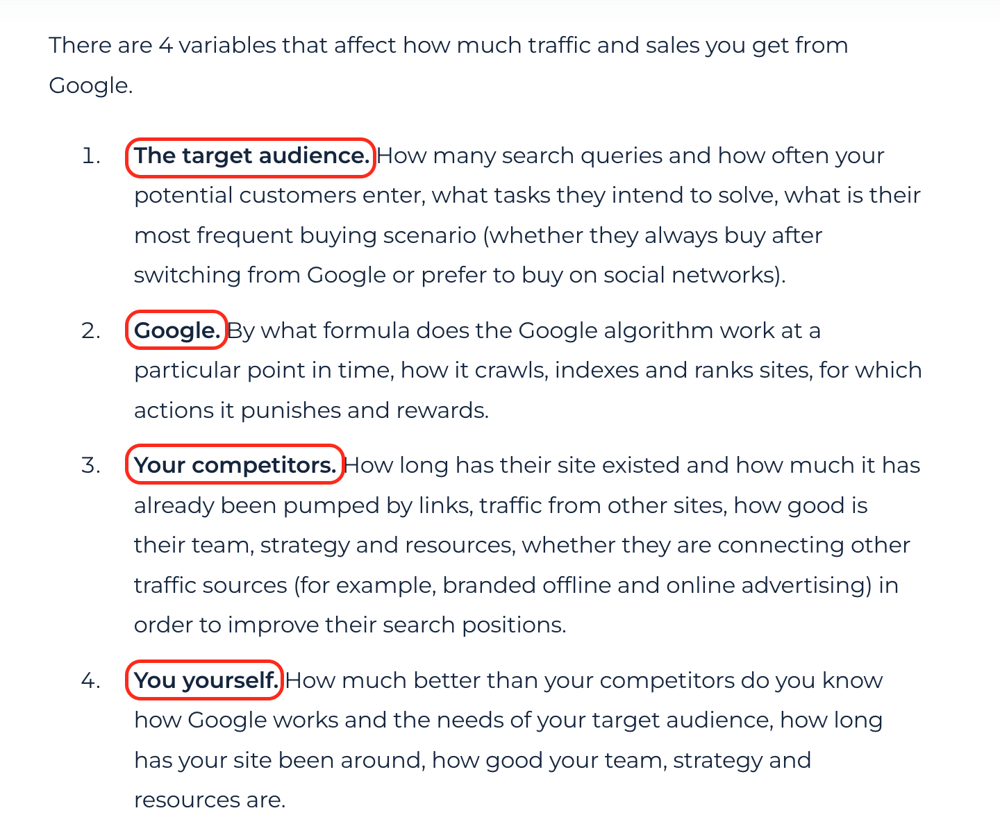 There are 4 variables that affect how much traffic and sales you get from
Google.
1. The target audience. How many search queries and how often your
potential customers enter, what tasks they intend to solve, what is their
most frequent buying scenario (whether they always buy after
switching from Google or prefer to buy on social networks).
2. Google. By what formula does the Google algorithm work at a
particular point in time, how it crawls, indexes and ranks sites, for which
actions it punishes and rewards.
3. Your competitors. How long has their site existed and how much it has
already been pumped by links, traffic from other sites, how good is
their team, strategy and resources, whether they are connecting other
traffic sources (for example, branded offline and online advertising) in
order to improve their search positions.
4. You yourself. How much better than your competitors do you know
how Google works and the needs of your target audience, how long
has your site been around, how good your team, strategy and
resources are.